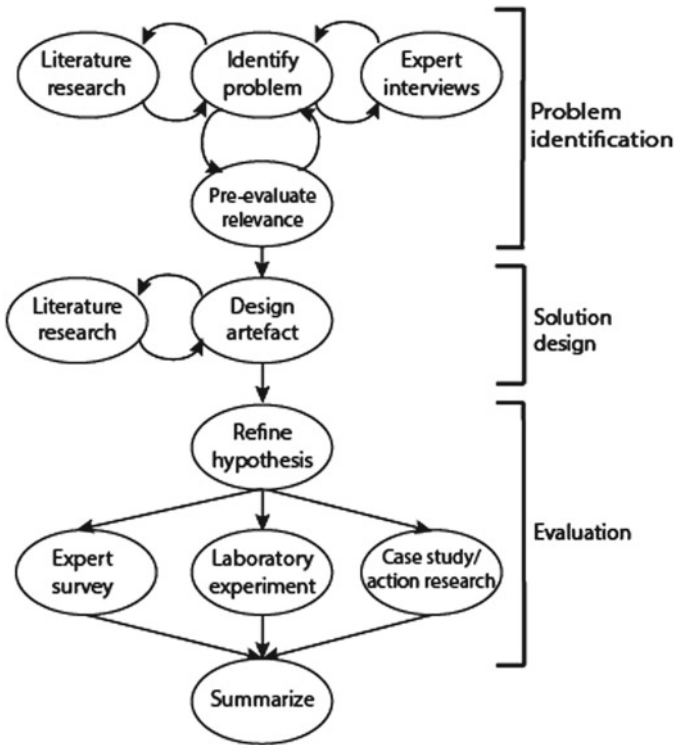 Literature
research
Identify
problem
Expert
interviews
Problem
identification
Pre-evaluate
relevance
Literature
research
Design
artefact
Solution
design
Refine
hypothesis
Evaluation
Expert
survey
Laboratory
experiment
Case study/
action research
Summarize